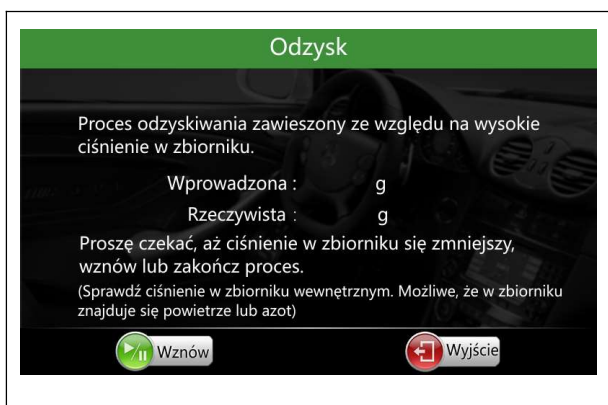 Odzysk
Proces odzyskiwania zawieszony ze względu na wysokie
ciśnienie w zbiorniku.
Wprowadzona : g
Rzeczywista : g
Proszę czekać, aż ciśnienie w zbiorniku się zmniejszy,
wznów lub zakończ proces.
(Sprawdź ciśnienie w zbiorniku wewnętrznym. Możliwe, że w zbiorniku
znajduje się powietrze lub azot)
Wznów Wyjście